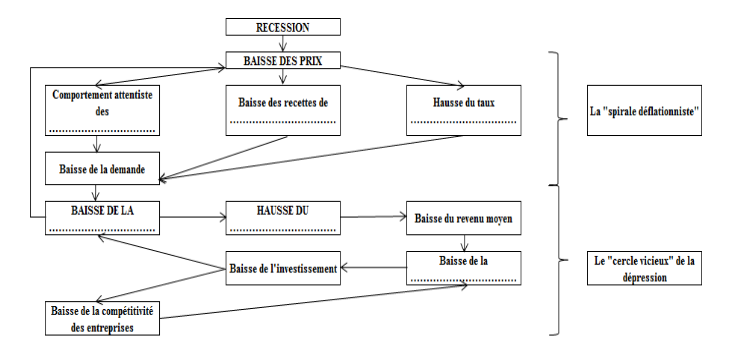 RECESSION
BAISSE DES PRIX
Comportement attentiste
des
....................................
Baisse des recettes de
....................................
Hausse du taux
....................................
La "spirale déflationniste"
Baisse de la demande
BAISSE DE LA
....................................
HAUSSE DU
....................................
Baisse du revenu moyen
Baisse de l'investissement
Baisse de la
....................................
Le "cercle vicieux" de la
dépression
Baisse de la compétitivité
des entreprises